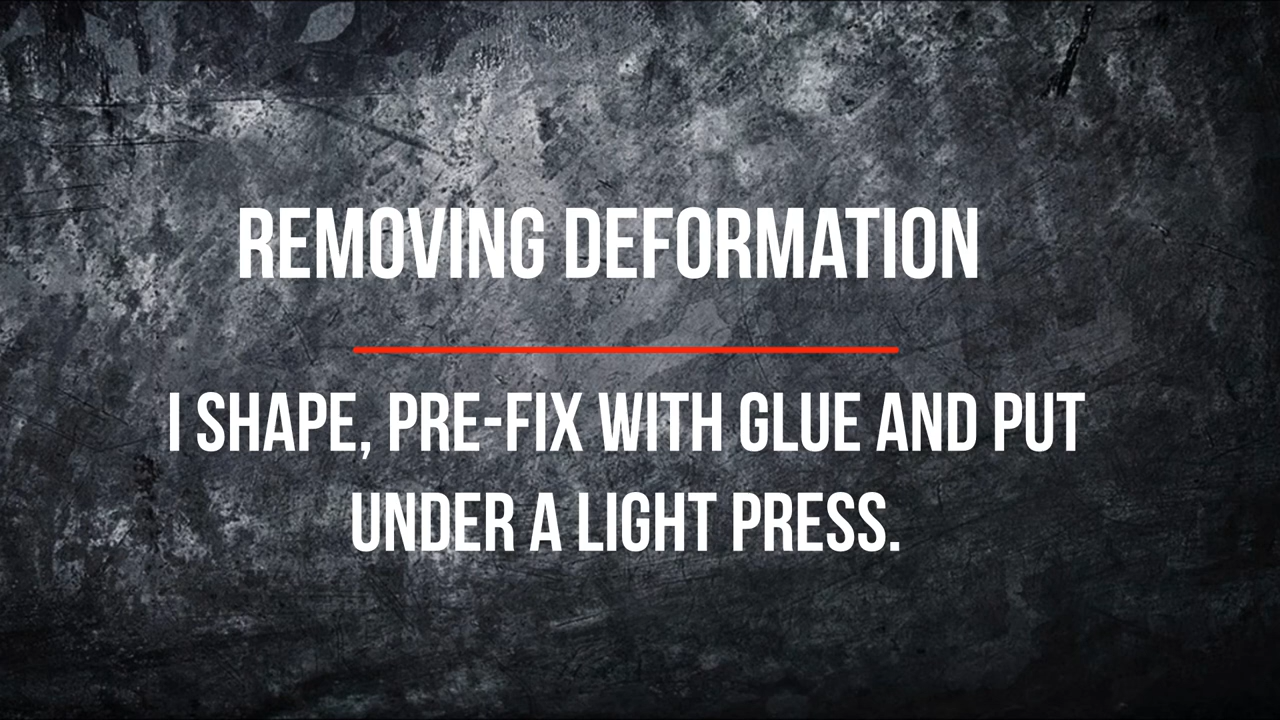 REMOVING DEFORMATION
I SHAPE, PRE-FIX WITH GLUE AND PUT
UNDER A LIGHT PRESS.